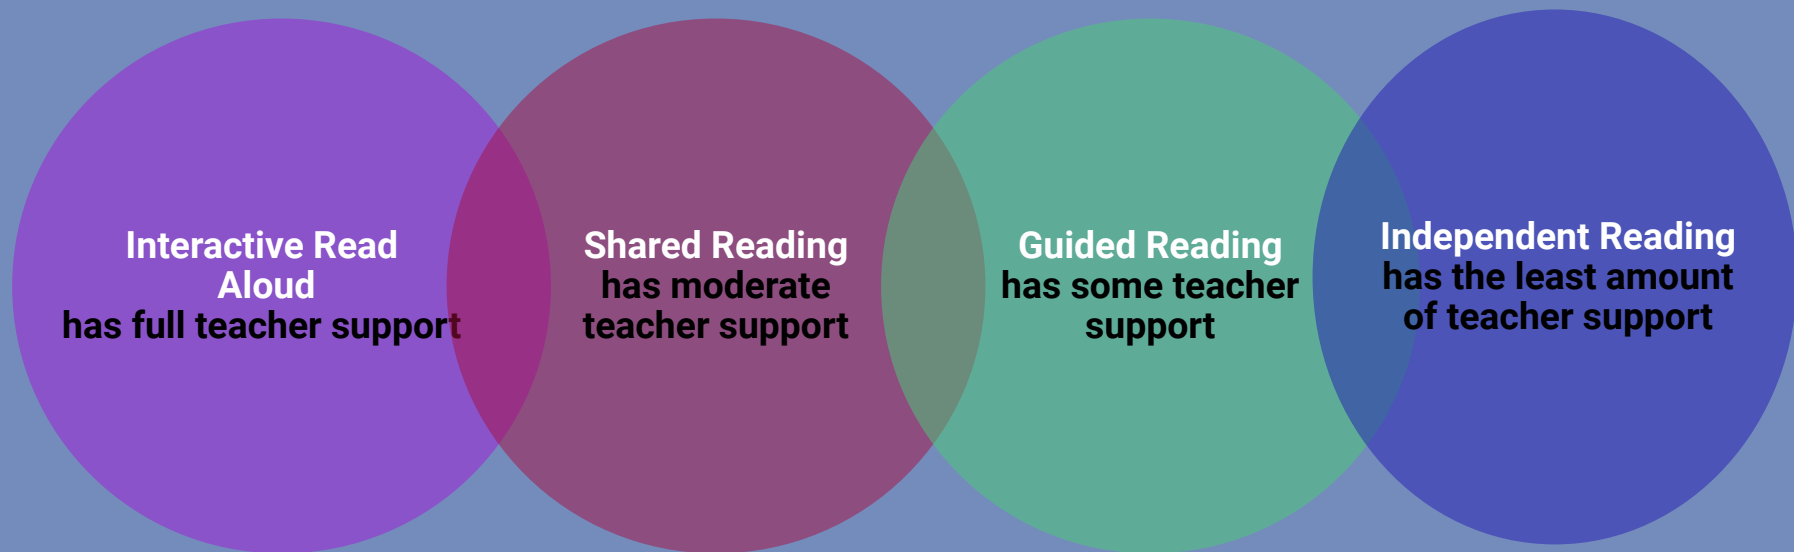 Interactive Read
Aloud
has full teacher support
Shared Reading
has moderate
teacher support
Guided Reading
has some teacher
support
Independent Reading
has the least amount
of teacher support